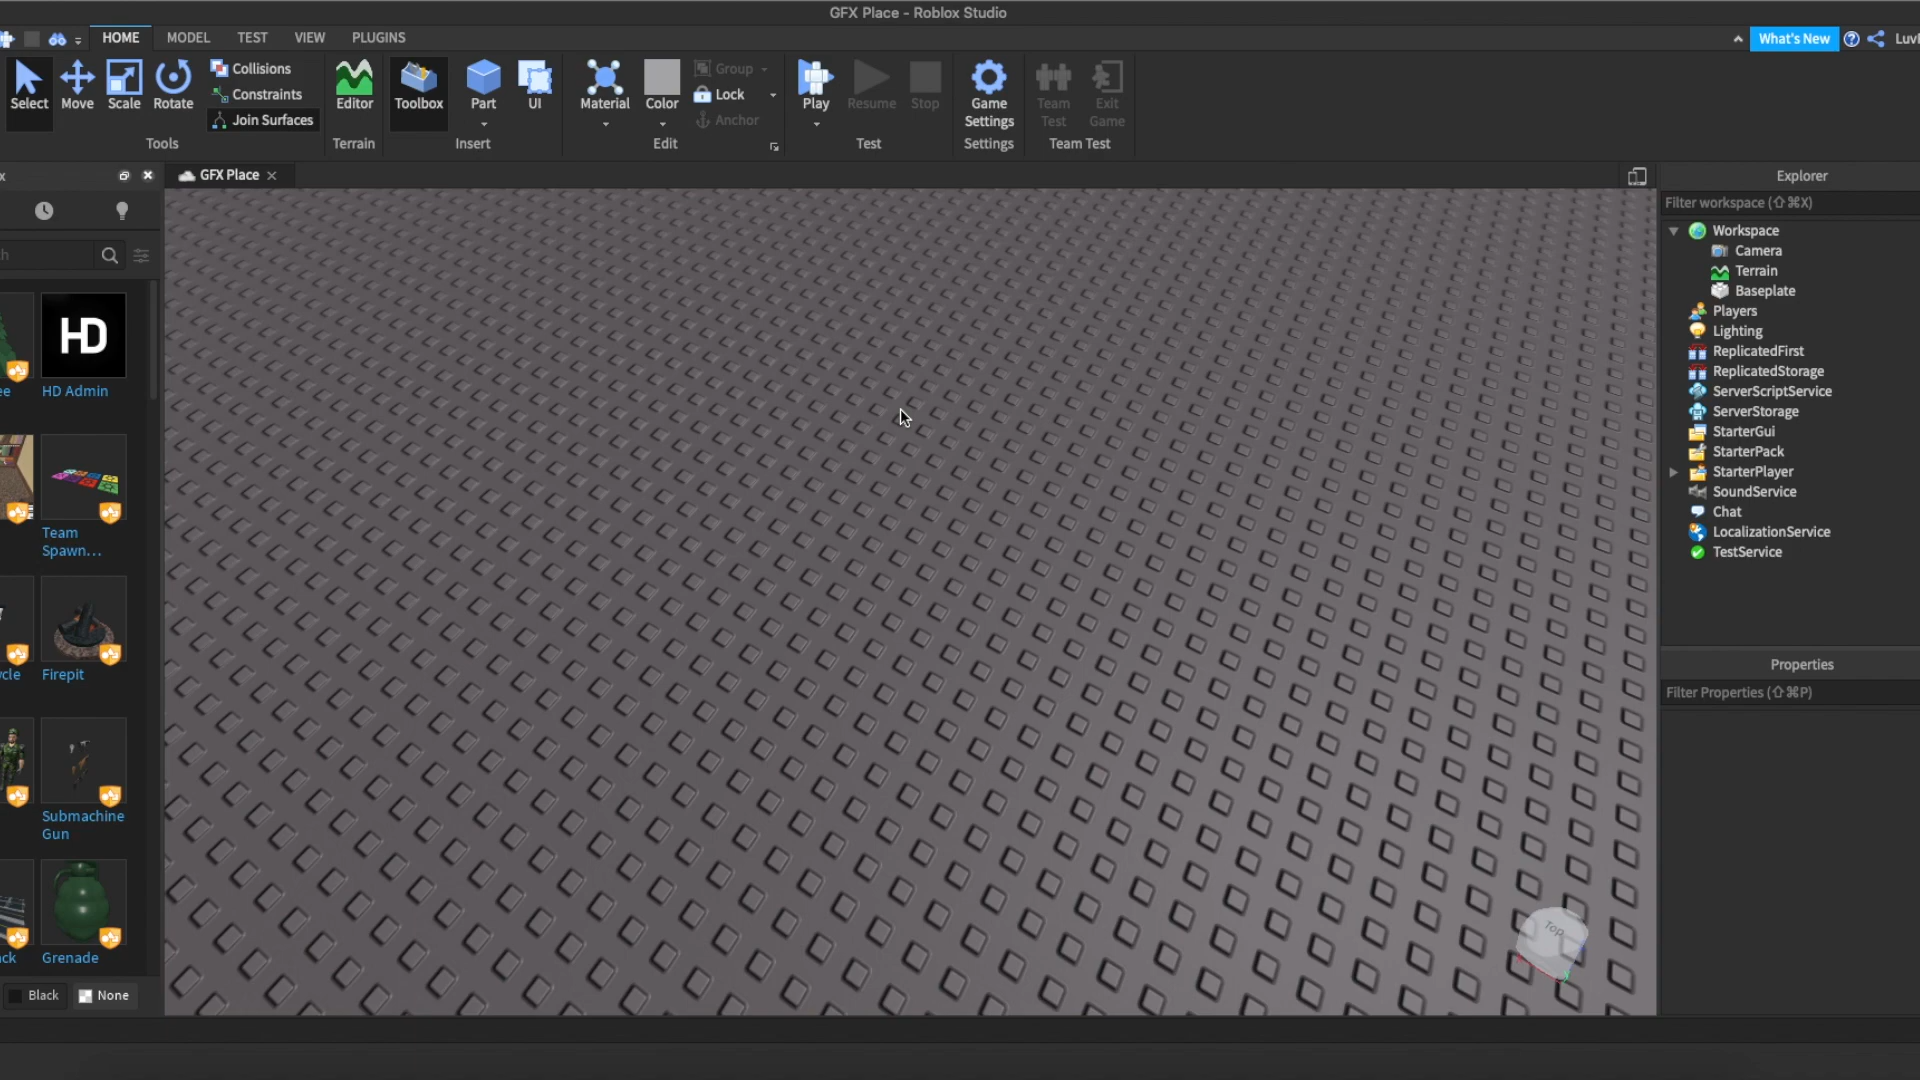 GFX Place - Roblox Studio
HOME MODEL TEST VIEW PLUGINS
What's New
Select
Move
Scale
Rotate
Collisions
Constraints
Join Surfaces
Tools
Editor
Terrain
Toolbox
Part
UI
Insert
Material
Color
Group
Lock
Anchor
Edit
Play
Resume
Stop
Test
Game
Settings
Settings
Team
Test
Exit
Game
Team Test
GFX Place
HD
HD Admin
Team
Spawn...
Firepit
Submachine
Gun
Grenade
Black
None
Top
Explorer
Filter workspace (⇧⌘X)
Workspace
Camera
Terrain
Baseplate
Players
Lighting
ReplicatedFirst
ReplicatedStorage
ServerScriptService
ServerStorage
StarterGui
StarterPack
StarterPlayer
SoundService
Chat
LocalizationService
TestService
Properties
Filter Properties (⇧⌘P)